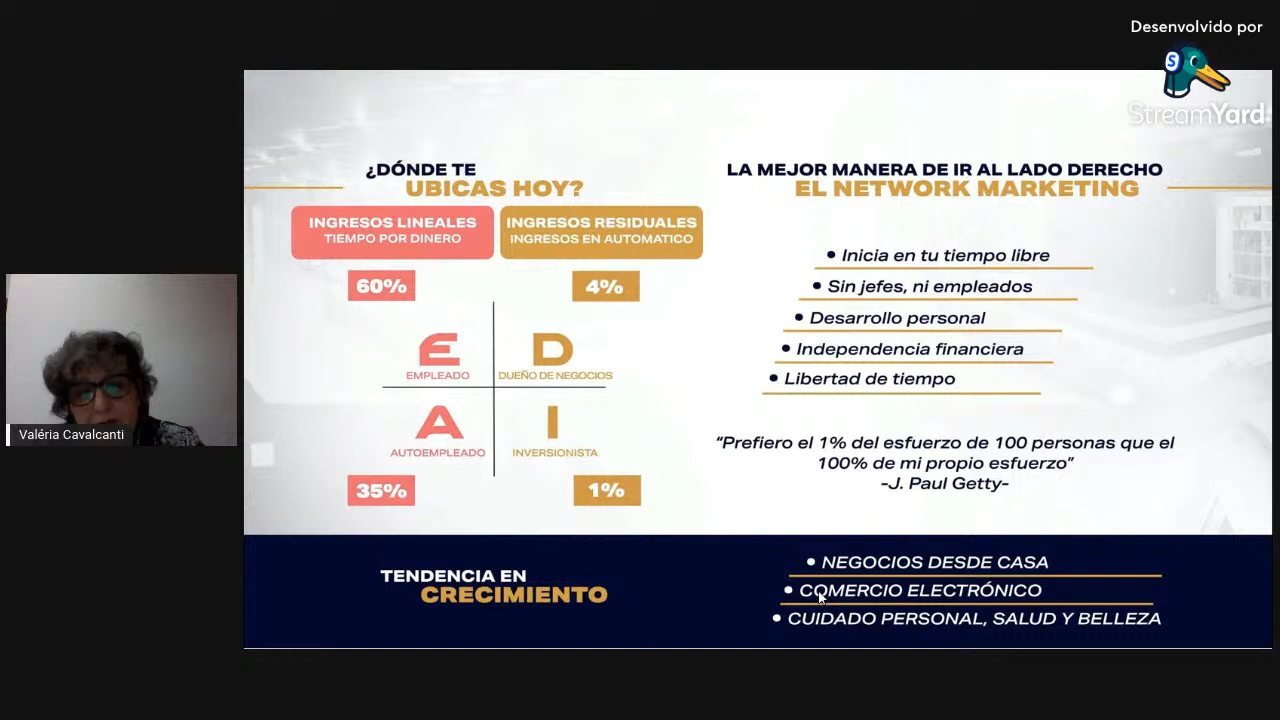 Desenvolvido por
S
StreamYard
¿DÓNDE TE
UBICAS HOY?
INGRESOS LINEALES
TIEMPO POR DINERO
INGRESOS RESIDUALES
INGRESOS EN AUTOMATICO
60%
4%
E
EMPLEADO
D
DUEÑO DE NEGOCIOS
A
AUTOEMPLEADO
I
INVERSIONISTA
35%
1%
LA MEJOR MANERA DE IR AL LADO DERECHO
EL NETWORK MARKETING
• Inicia en tu tiempo libre
• Sin jefes, ni empleados
• Desarrollo personal
• Independencia financiera
• Libertad de tiempo
“Prefiero el 1% del esfuerzo de 100 personas que el
100% de mi propio esfuerzo”
-J. Paul Getty-
Valéria Cavalcanti
TENDENCIA EN
CRECIMIENTO
• NEGOCIOS DESDE CASA
• COMERCIO ELECTRÓNICO
• CUIDADO PERSONAL, SALUD Y BELLEZA